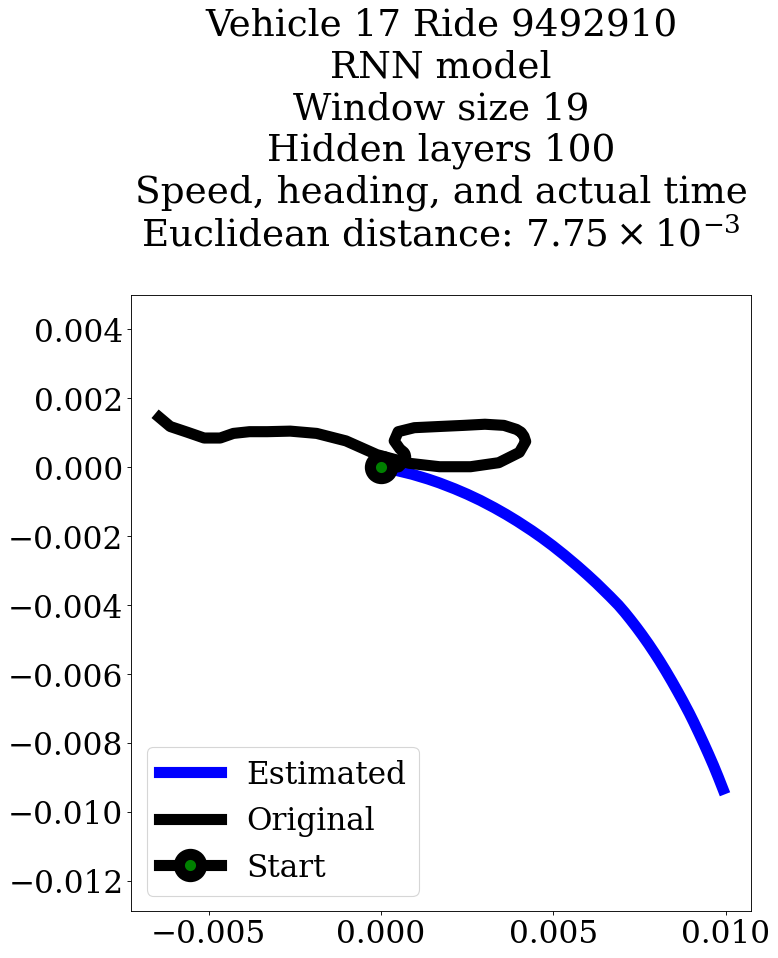 Vehicle 17 Ride 9492910
RNN model
Window size 19
Hidden layers 100
Speed, heading, and actual time
Euclidean distance: 7.75 × 10⁻³
0.004
0.002
0.000
−0.002
−0.004
−0.006
−0.008
−0.010
−0.012
Estimated
Original
Start
−0.005 0.000 0.005 0.010